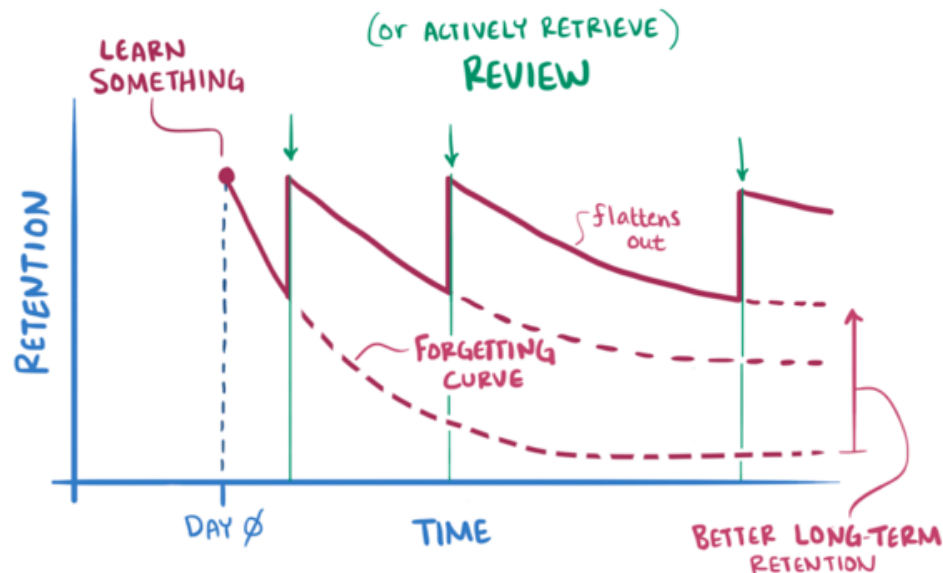 (or ACTIVELY RETRIEVE)
REVIEW
LEARN
SOMETHING
RETENTION
flattens
out
FORGETTING
CURVE
DAY Ø
TIME
BETTER LONG-TERM
RETENTION